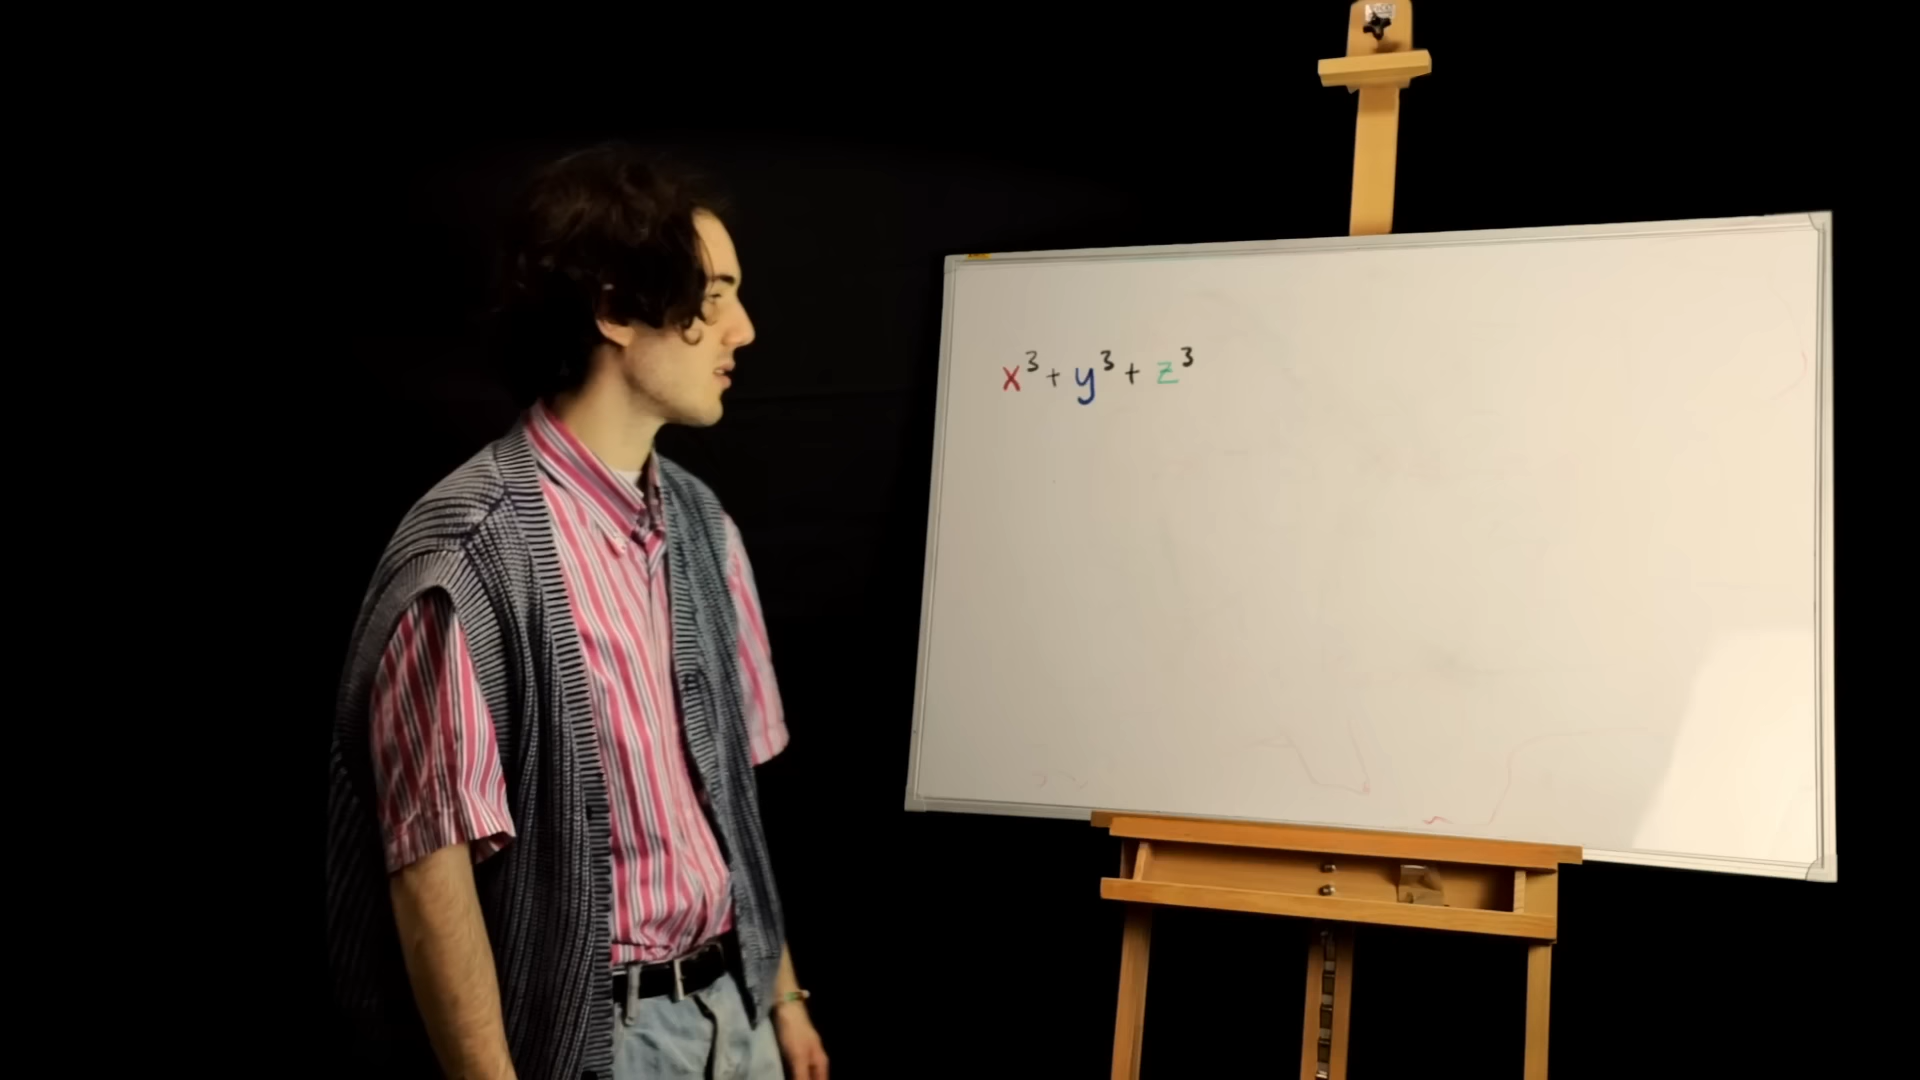 x³ + y³ + z³